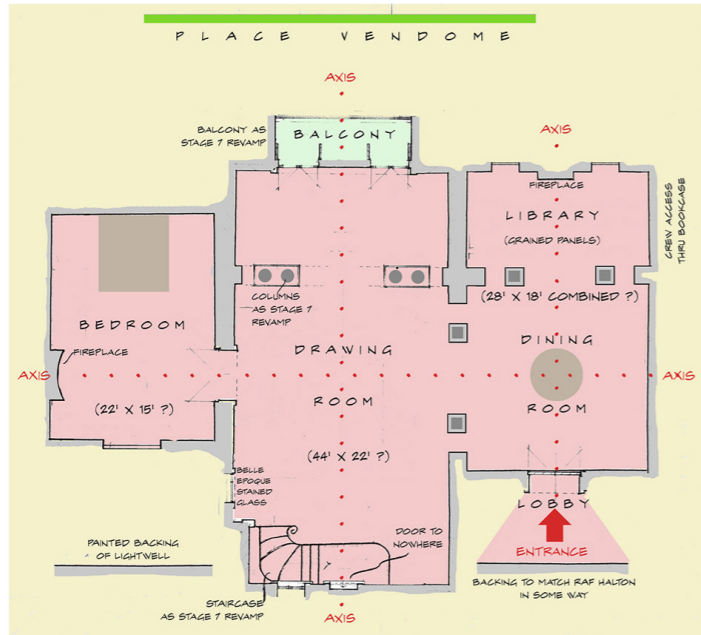 PLACE VENDOME
AXIS
BALCONY AS
STAGE 7 REVAMP
BALCONY
AXIS
FIREPLACE
LIBRARY
(GRAINED PANELS)
CREW ACCESS
THRU BOOKCASE
COLUMNS
AS STAGE 7
REVAMP
(28' X 18' COMBINED ?)
BEDROOM
FIREPLACE
DRAWING
DINING
AXIS
AXIS
(22' X 15' ?)
ROOM
ROOM
(44' X 22' ?)
BELLE
EPOQUE
STAINED
GLASS
LOBBY
PAINTED BACKING
OF LIGHTWELL
DOOR TO
NOWHERE
ENTRANCE
BACKING TO MATCH RAF HALTON
IN SOME WAY
STAIRCASE
AS STAGE 7 REVAMP
AXIS